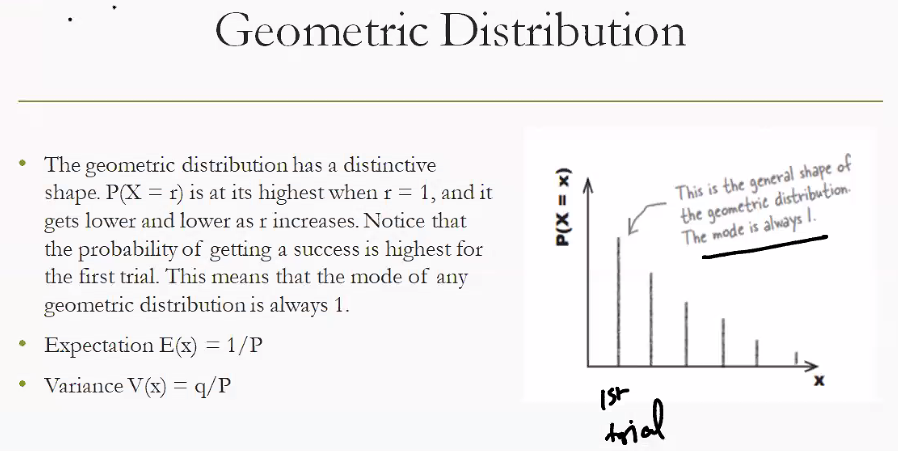 Geometric Distribution
• The geometric distribution has a distinctive
shape. P(X = r) is at its highest when r = 1, and it
gets lower and lower as r increases. Notice that
the probability of getting a success is highest for
the first trial. This means that the mode of any
geometric distribution is always 1.
• Expectation E(x) = 1/P
• Variance V(x) = q/P
P(X = x)
This is the general shape of
the geometric distribution.
The mode is always 1.
x
1st
trial